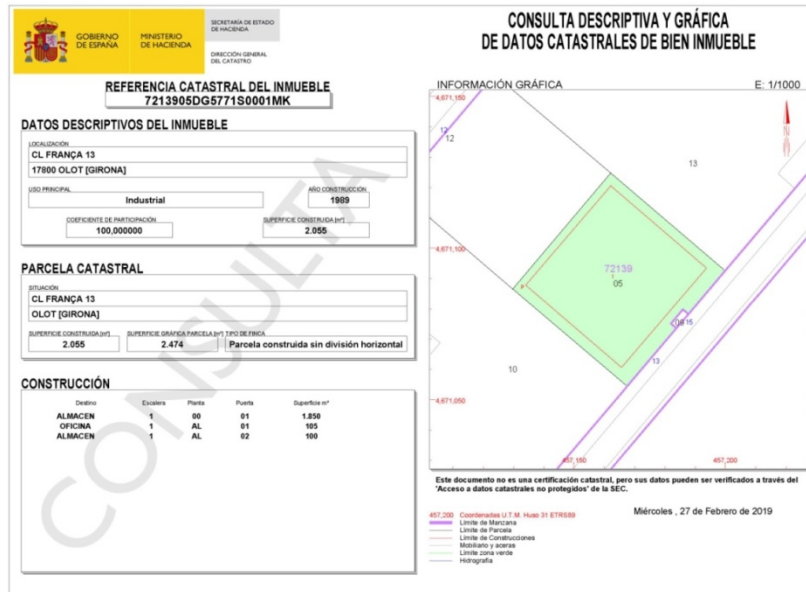 GOBIERNO
DE ESPAÑA
MINISTERIO
DE HACIENDA
SECRETARÍA DE ESTADO
DE HACIENDA
DIRECCIÓN GENERAL
DEL CATASTRO
CONSULTA DESCRIPTIVA Y GRÁFICA
DE DATOS CATASTRALES DE BIEN INMUEBLE
REFERENCIA CATASTRAL DEL INMUEBLE
7213905DG5771S0001MK
DATOS DESCRIPTIVOS DEL INMUEBLE
LOCALIZACIÓN
CL FRANÇA 13
17800 OLOT [GIRONA]
USO PRINCIPAL
Industrial
AÑO CONSTRUCCIÓN
1989
COEFICIENTE DE PARTICIPACIÓN
100,000000
SUPERFICIE CONSTRUIDA [m²]
2.055
PARCELA CATASTRAL
SITUACIÓN
CL FRANÇA 13
OLOT [GIRONA]
SUPERFICIE CONSTRUIDA [m²]
2.055
SUPERFICIE GRÁFICA PARCELA [m²]
2.474
TIPO DE FINCA
Parcela construida sin división horizontal
CONSTRUCCIÓN
Destino Escalera Planta Puerta Superficie m²
ALMACEN 1 00 01 1.850
OFICINA 1 AL 01 105
ALMACEN 1 AL 02 100
CONSULTA
INFORMACIÓN GRÁFICA E: 1/1000
4,671,150
12
12
13
4,671,100
72139
05
09
15
13
10
4,671,050
457,150
457,200
Este documento no es una certificación catastral, pero sus datos pueden ser verificados a través del
'Acceso a datos catastrales no protegidos' de la SEC.
457,200 Coordenadas U.T.M. Huso 31 ETRS89
Límite de Manzana
Límite de Parcela
Límite de Construcciones
Mobiliario y aceras
Límite zona verde
Hidrografía
Miércoles , 27 de Febrero de 2019